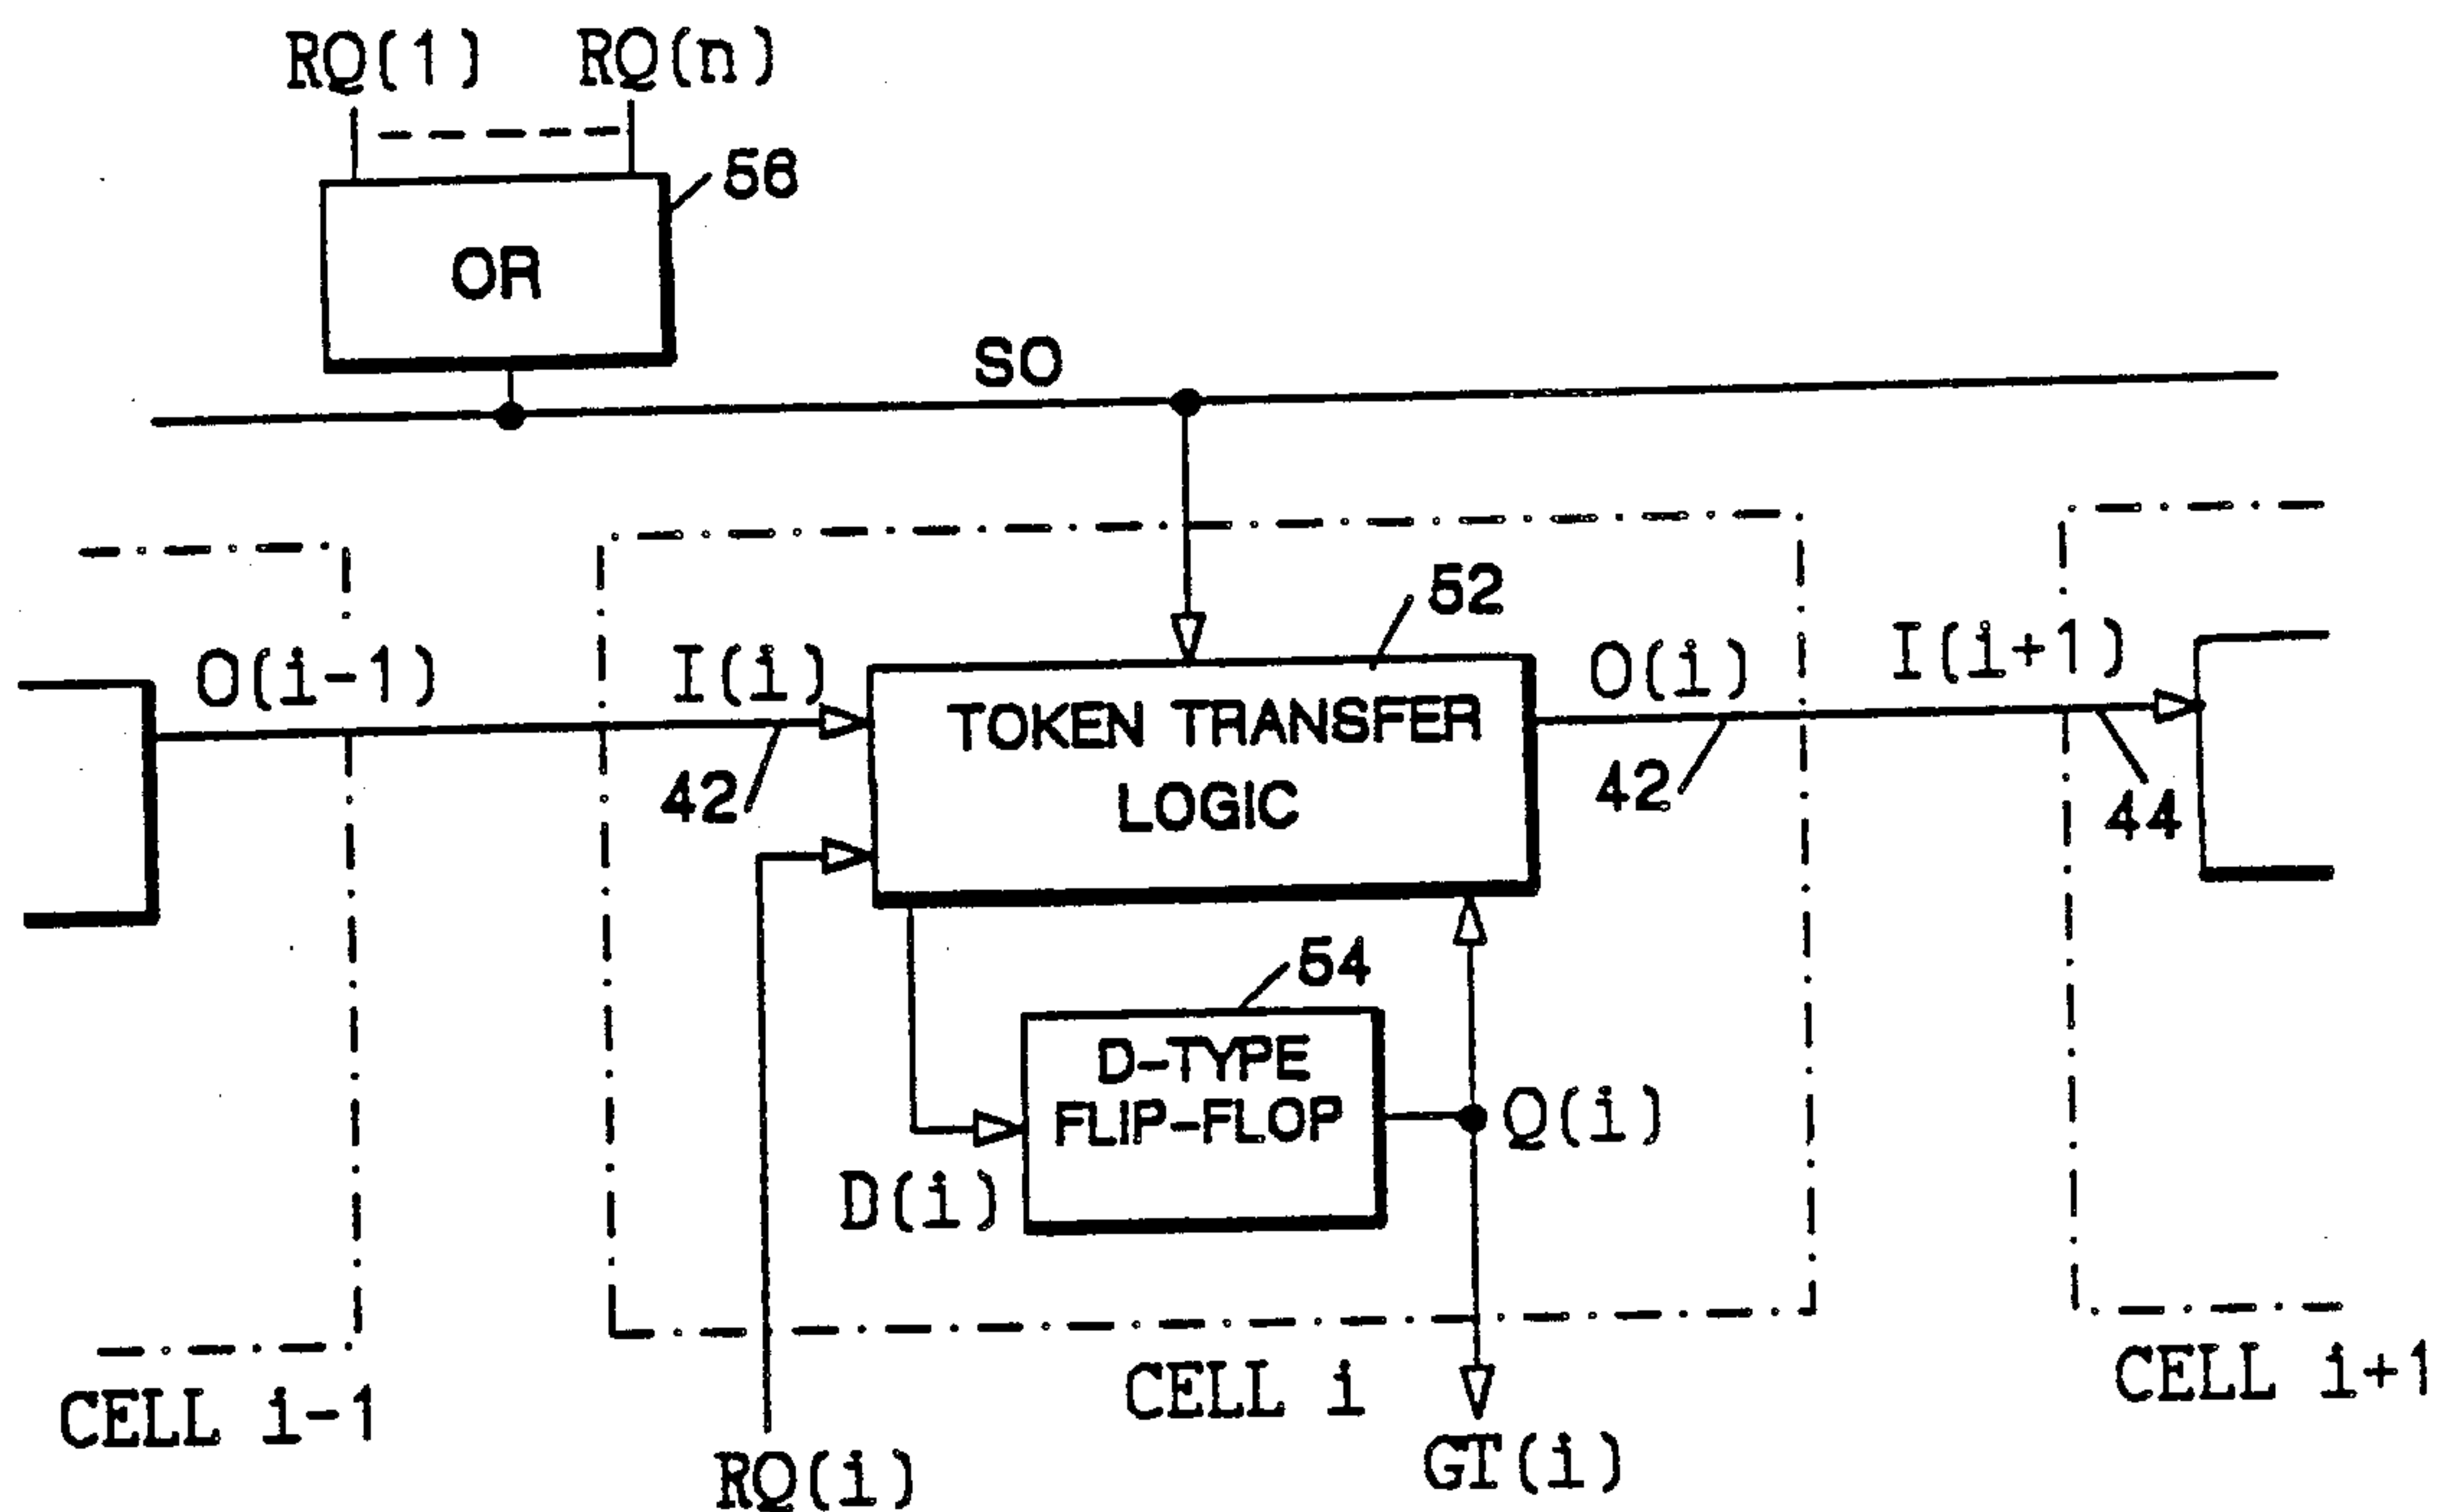 RQ(1) RQ(n)
56
OR
SO
52
O(i-1) I(i) O(i) I(i+1)
TOKEN TRANSFER
LOGIC
42 42 44
54
D-TYPE
FLIP-FLOP
Q(i)
D(i)
CELL i-1 CELL i CELL i+1
RQ(i) GT(i)